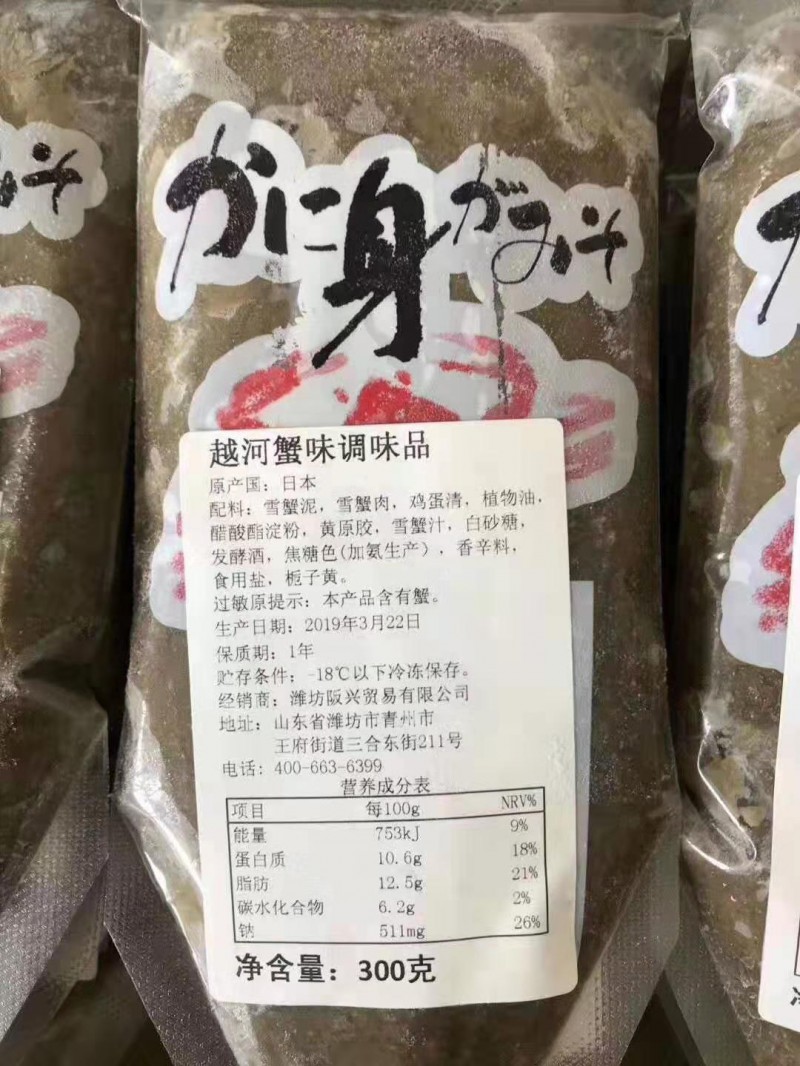 かに身がみ汁
越河蟹味调味品
原产国：日本
配料：雪蟹泥，雪蟹肉，鸡蛋清，植物油，
醋酸酯淀粉，黄原胶，雪蟹汁，白砂糖，
发酵酒，焦糖色(加氨生产），香辛料，
食用盐，栀子黄。
过敏原提示：本产品含有蟹。
生产日期：2019年3月22日
保质期：1年
贮存条件：-18℃以下冷冻保存。
经销商：潍坊阪兴贸易有限公司
地址：山东省潍坊市青州市
王府街道三合东街211号
电话：400-663-6399
营养成分表
项目 每100g NRV%
能量 753kJ 9%
蛋白质 10.6g 18%
脂肪 12.5g 21%
碳水化合物 6.2g 2%
钠 511mg 26%
净含量：300克